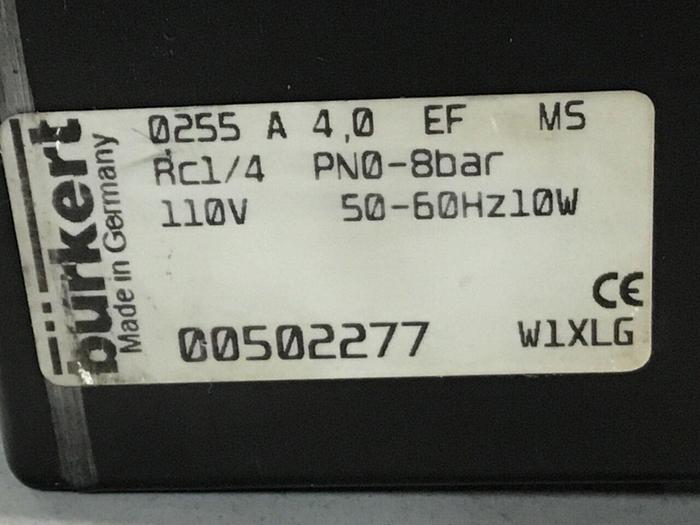 bürkert
Made in Germany
0255 A 4,0 EF MS
Rc1/4 PN0-8bar
110V 50-60Hz10W
CE
00502277 W1XLG